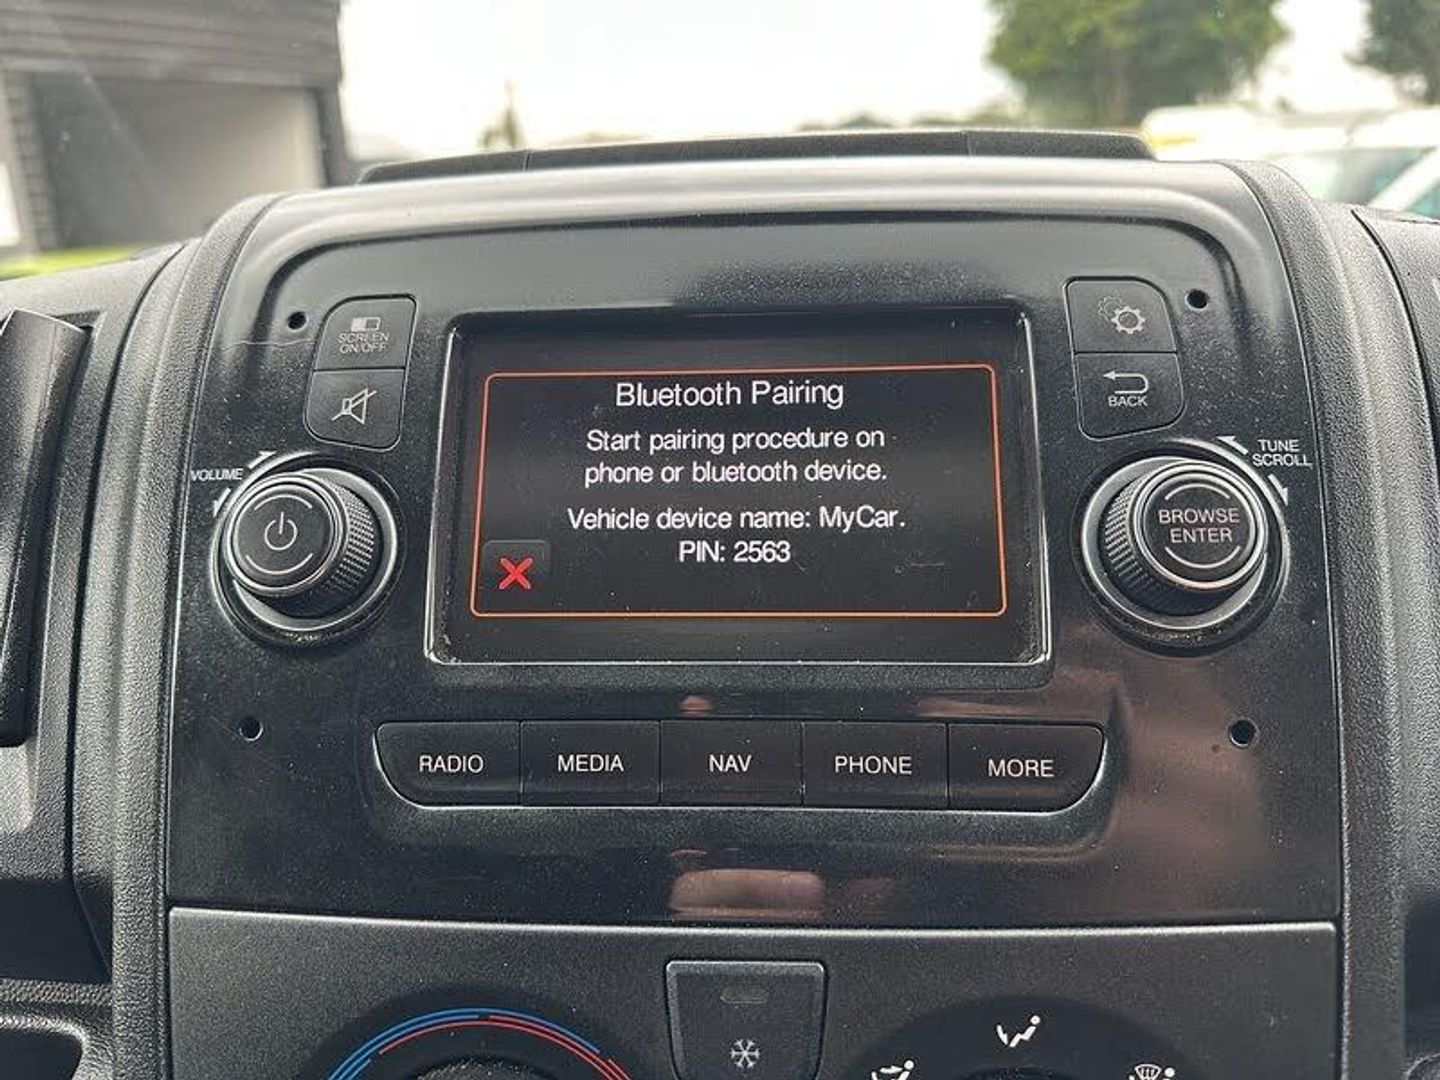 SCREEN
ON/OFF
BACK
VOLUME
TUNE
SCROLL
Bluetooth Pairing
Start pairing procedure on
phone or bluetooth device.
Vehicle device name: MyCar.
PIN: 2563
BROWSE
ENTER
RADIO
MEDIA
NAV
PHONE
MORE